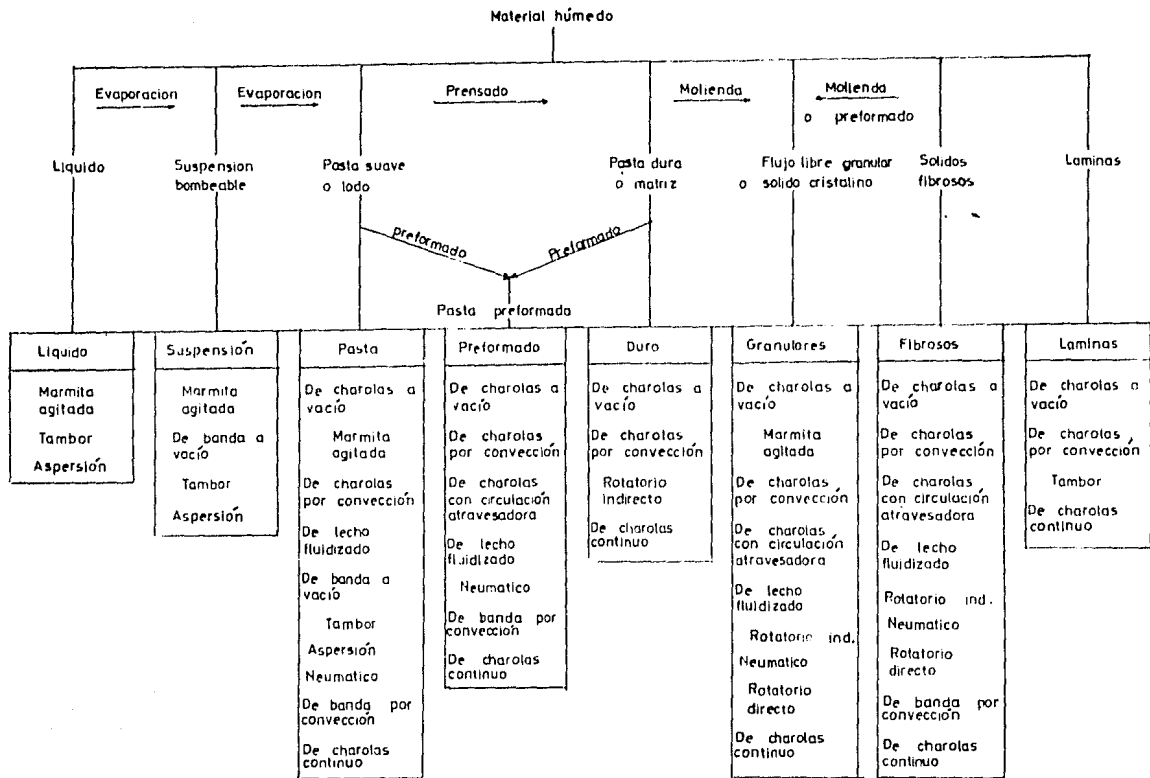 Material húmedo
Evaporacion
Evaporacion
Prensado
Molienda
Molienda
o preformado
Líquido
Suspension
bombeable
Pasta suave
o lodo
Pasta dura
o matriz
Flujo libre granular
o solido cristalino
Solidos
fibrosos
Laminas
preformado
Preformado
Pasta preformada
Líquido
Marmita
agitada
Tambor
Aspersión
Suspensión
Marmita
agitada
De banda a
vacío
Tambor
Aspersión
Pasta
De charolas a
vacío
Marmita
agitada
De charolas
por convección
De lecho
fluidizado
De banda a
vacío
Tambor
Aspersión
Neumatico
De banda por
convección
De charolas
continuo
Preformado
De charolas a
vacío
De charolas
por convección
De charolas
con circulación
atravesadora
De lecho
fluidizado
Neumatico
De banda por
convección
De charolas
continuo
Duro
De charolas a
vacío
De charolas
por convección
Rotatorio
indirecto
De charolas
continuo
Granulares
De charolas a
vacío
Marmita
agitada
De charolas
por convección
De charolas
con circulación
atravesadora
De lecho
fluidizado
Rotatorio ind.
Neumatico
Rotatorio
directo
De charolas
continuo
Fibrosos
De charolas a
vacío
De charolas
por convección
De charolas
con circulación
atravesadora
De lecho
fluidizado
Rotatorio ind.
Neumatico
Rotatorio
directo
De banda por
convección
De charolas
continuo
Laminas
De charolas a
vacío
De charolas
por convección
Tambor
De charolas
continuo